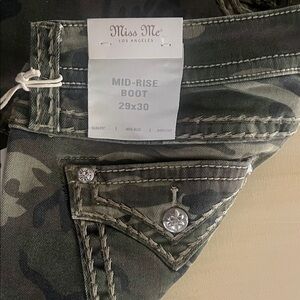 Miss Me
LOS ANGELES
MID-RISE
BOOT
29x30